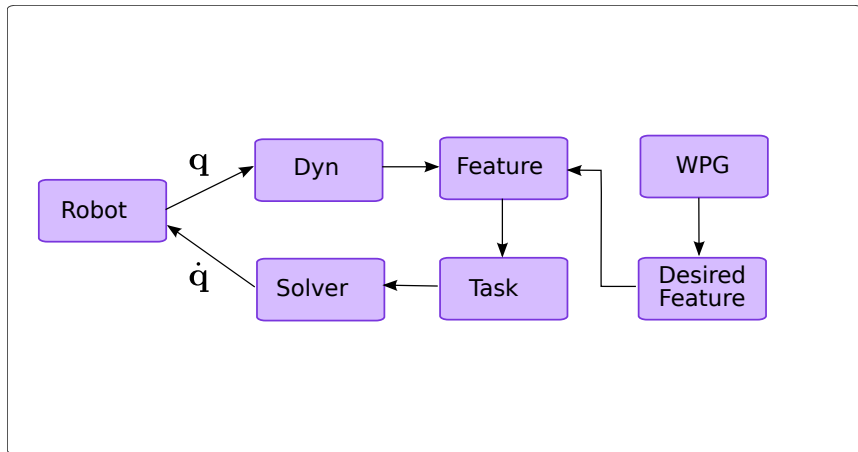 q
Dyn
Feature
WPG
Robot
q̇
Solver
Task
Desired
Feature